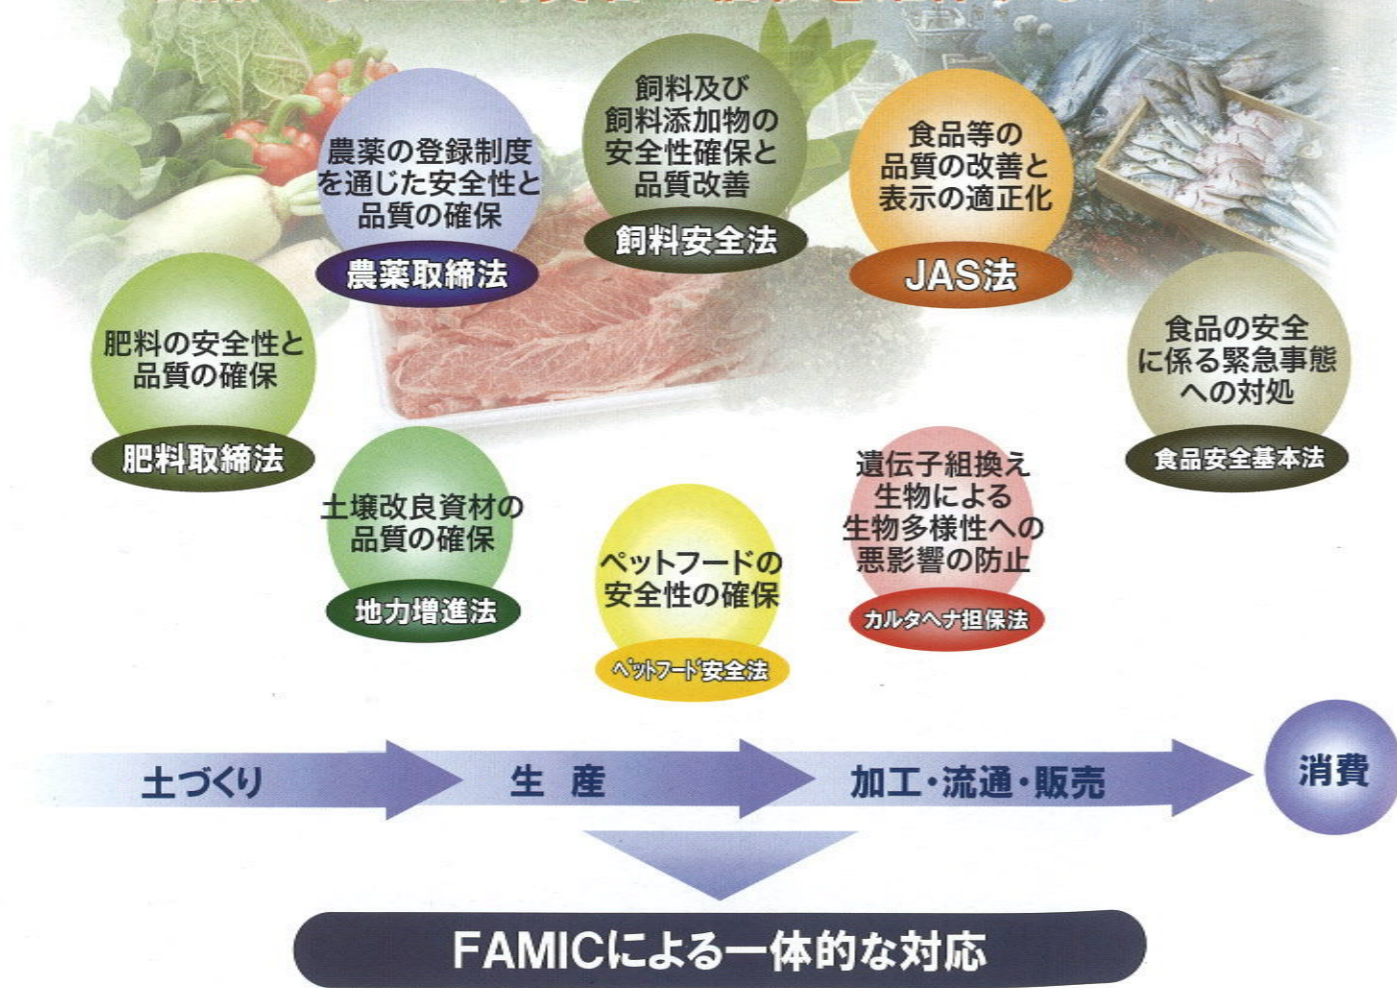 農薬の登録制度
を通じた安全性と
品質の確保
農薬取締法
飼料及び
飼料添加物の
安全性確保と
品質改善
飼料安全法
食品等の
品質の改善と
表示の適正化
JAS法
肥料の安全性と
品質の確保
肥料取締法
食品の安全
に係る緊急事態
への対処
食品安全基本法
土壌改良資材の
品質の確保
地力増進法
ペットフードの
安全性の確保
ペットフード安全法
遺伝子組換え
生物による
生物多様性への
悪影響の防止
カルタヘナ担保法
土づくり
生 産
加工・流通・販売
消費
FAMICによる一体的な対応